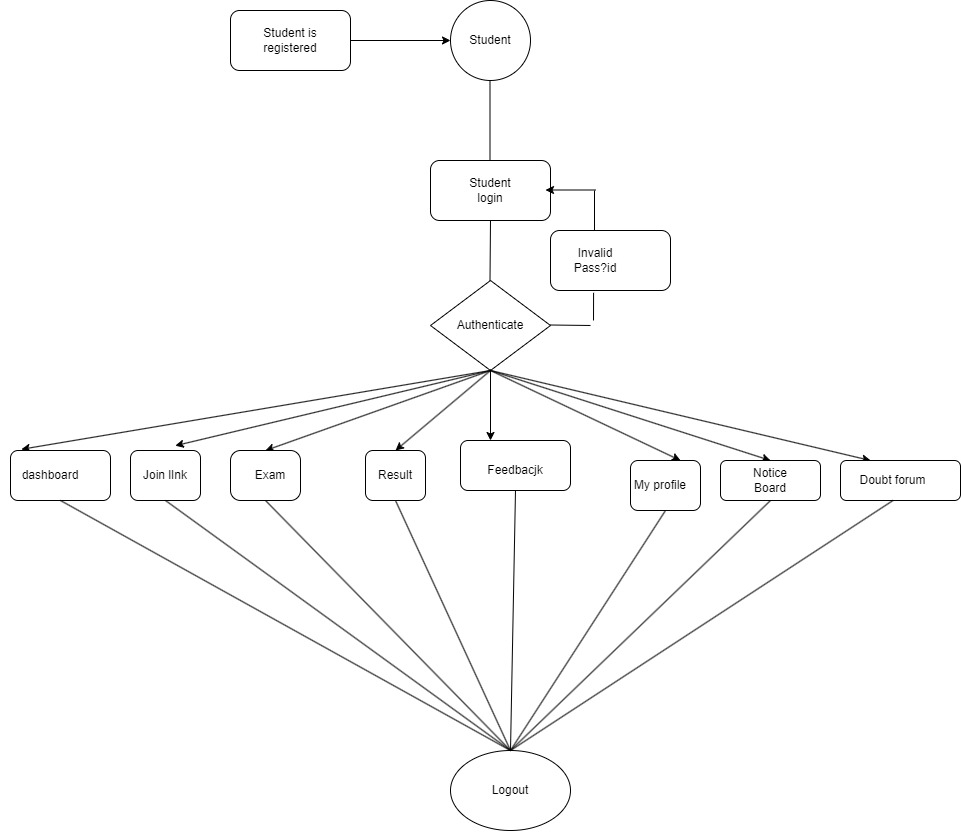 Student is
registered
Student
Student
login
Invalid
Pass?id
Authenticate
dashboard
Join lInk
Exam
Result
Feedbacjk
My profile
Notice
Board
Doubt forum
Logout